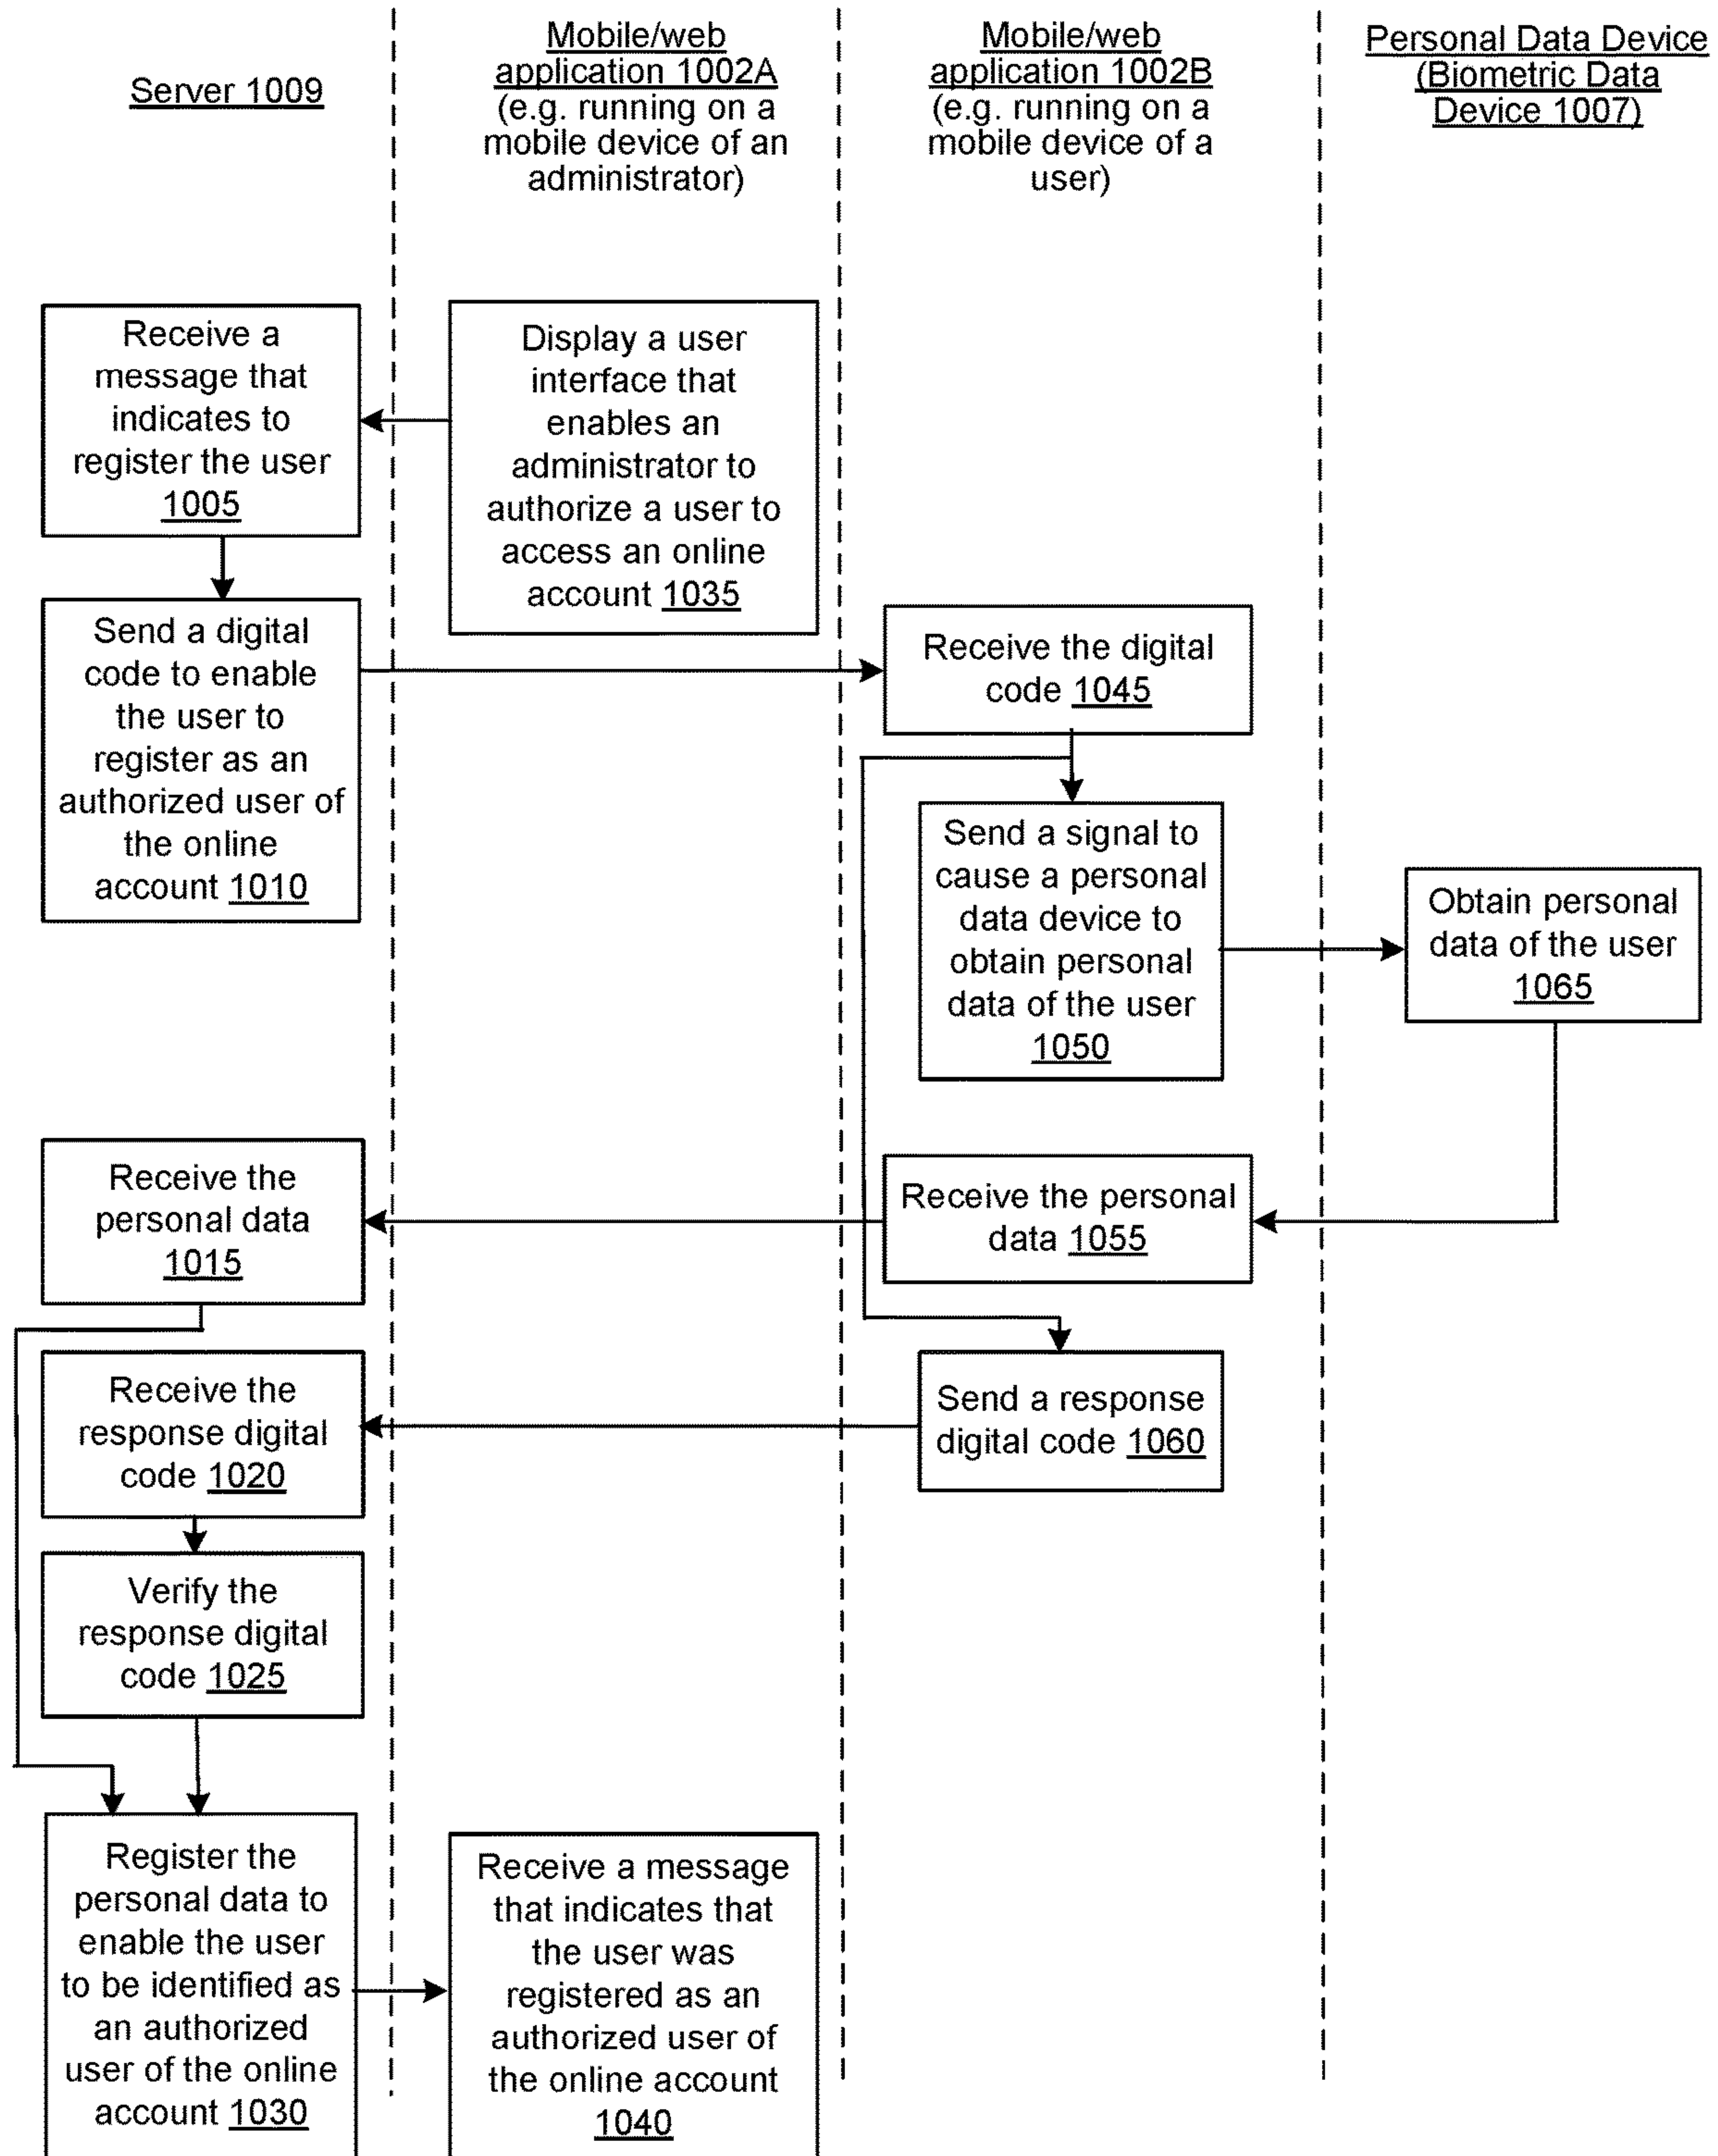 Server 1009
Mobile/web
application 1002A
(e.g. running on a
mobile device of an
administrator)
Mobile/web
application 1002B
(e.g. running on a
mobile device of a
user)
Personal Data Device
(Biometric Data
Device 1007)
Receive a
message that
indicates to
register the user
1005
Display a user
interface that
enables an
administrator to
authorize a user to
access an online
account 1035
Send a digital
code to enable
the user to
register as an
authorized user of
the online
account 1010
Receive the digital
code 1045
Send a signal to
cause a personal
data device to
obtain personal
data of the user
1050
Obtain personal
data of the user
1065
Receive the
personal data
1015
Receive the personal
data 1055
Receive the
response digital
code 1020
Send a response
digital code 1060
Verify the
response digital
code 1025
Register the
personal data to
enable the user
to be identified as
an authorized
user of the online
account 1030
Receive a message
that indicates that
the user was
registered as an
authorized user of
the online account
1040